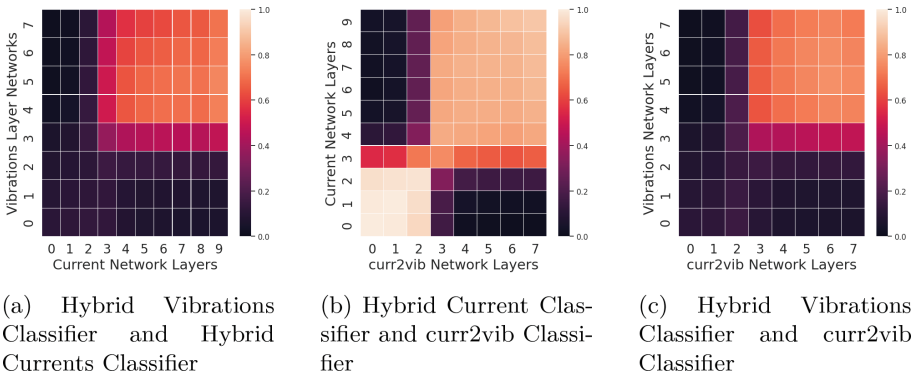 7
6
5
4
3
2
1
0
Vibrations Layer Networks
0 1 2 3 4 5 6 7 8 9
Current Network Layers
1.0
0.8
0.6
0.4
0.2
0.0
(a) Hybrid Vibrations
Classifier and Hybrid
Currents Classifier
9
8
7
6
5
4
3
2
1
0
Current Network Layers
0 1 2 3 4 5 6 7
curr2vib Network Layers
1.0
0.8
0.6
0.4
0.2
0.0
(b) Hybrid Current Clas-
sifier and curr2vib Classi-
fier
7
6
5
4
3
2
1
0
Vibrations Network Layers
0 1 2 3 4 5 6 7
curr2vib Network Layers
1.0
0.8
0.6
0.4
0.2
0.0
(c) Hybrid Vibrations
Classifier and curr2vib
Classifier